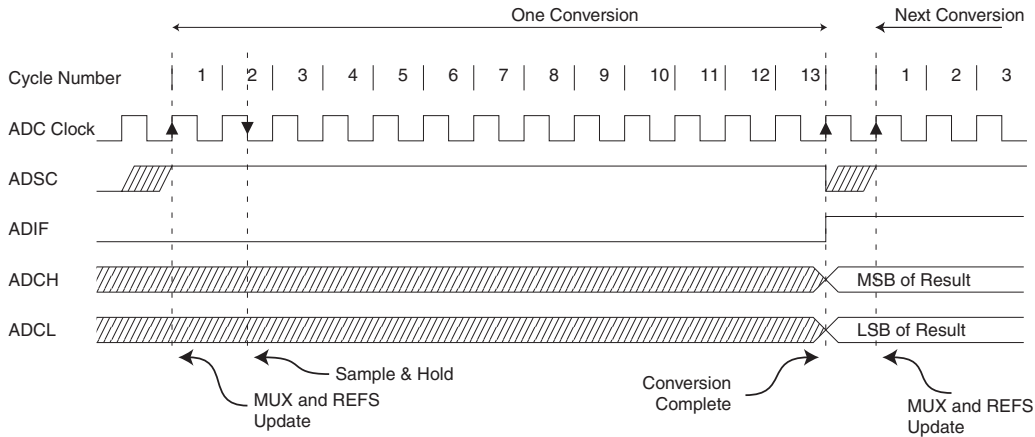 One Conversion
Next Conversion
Cycle Number 1 2 3 4 5 6 7 8 9 10 11 12 13 1 2 3
ADC Clock
ADSC
ADIF
ADCH MSB of Result
ADCL LSB of Result
Sample & Hold
MUX and REFS
Update
Conversion
Complete
MUX and REFS
Update